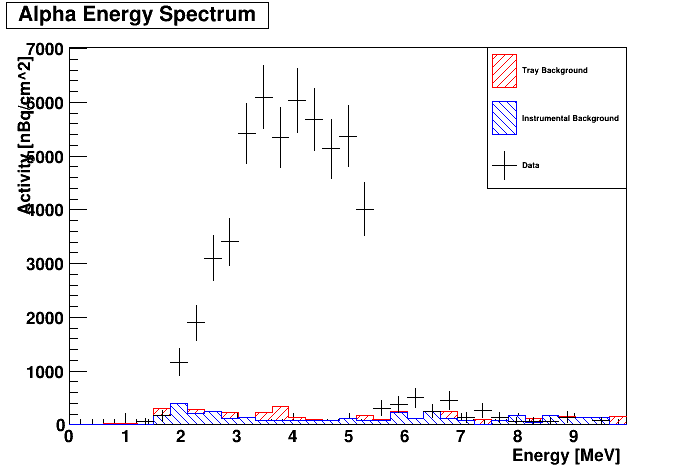 Alpha Energy Spectrum
Activity [nBq/cm^2]
7000
6000
5000
4000
3000
2000
1000
0
0 1 2 3 4 5 6 7 8 9
Energy [MeV]
Tray Background
Instrumental Background
Data